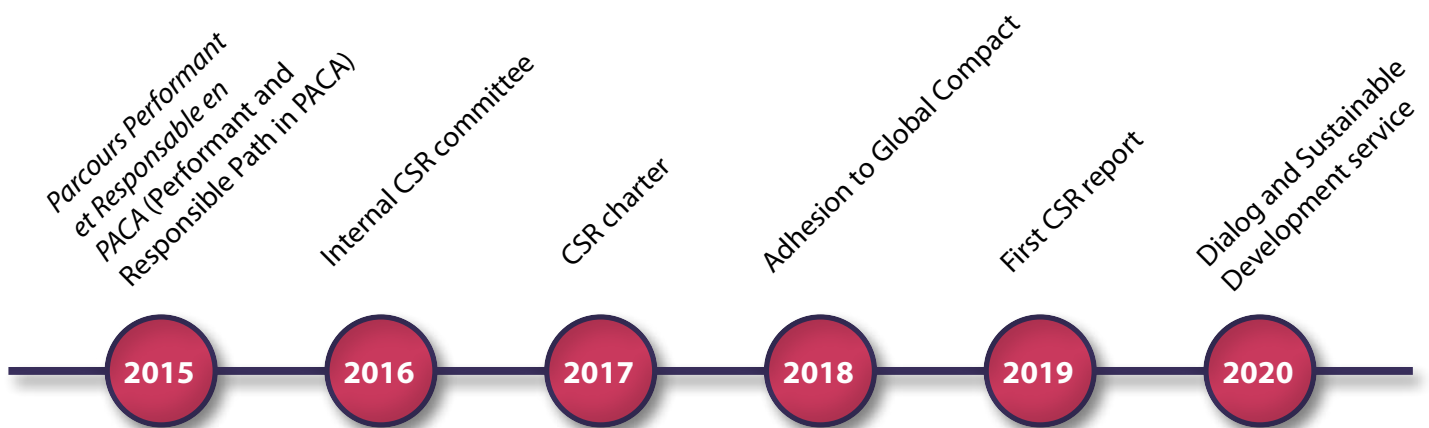 Parcours Performant
et Responsable en
PACA (Performant and
Responsible Path in PACA)
Internal CSR committee
CSR charter
Adhesion to Global Compact
First CSR report
Dialog and Sustainable
Development service
2015
2016
2017
2018
2019
2020